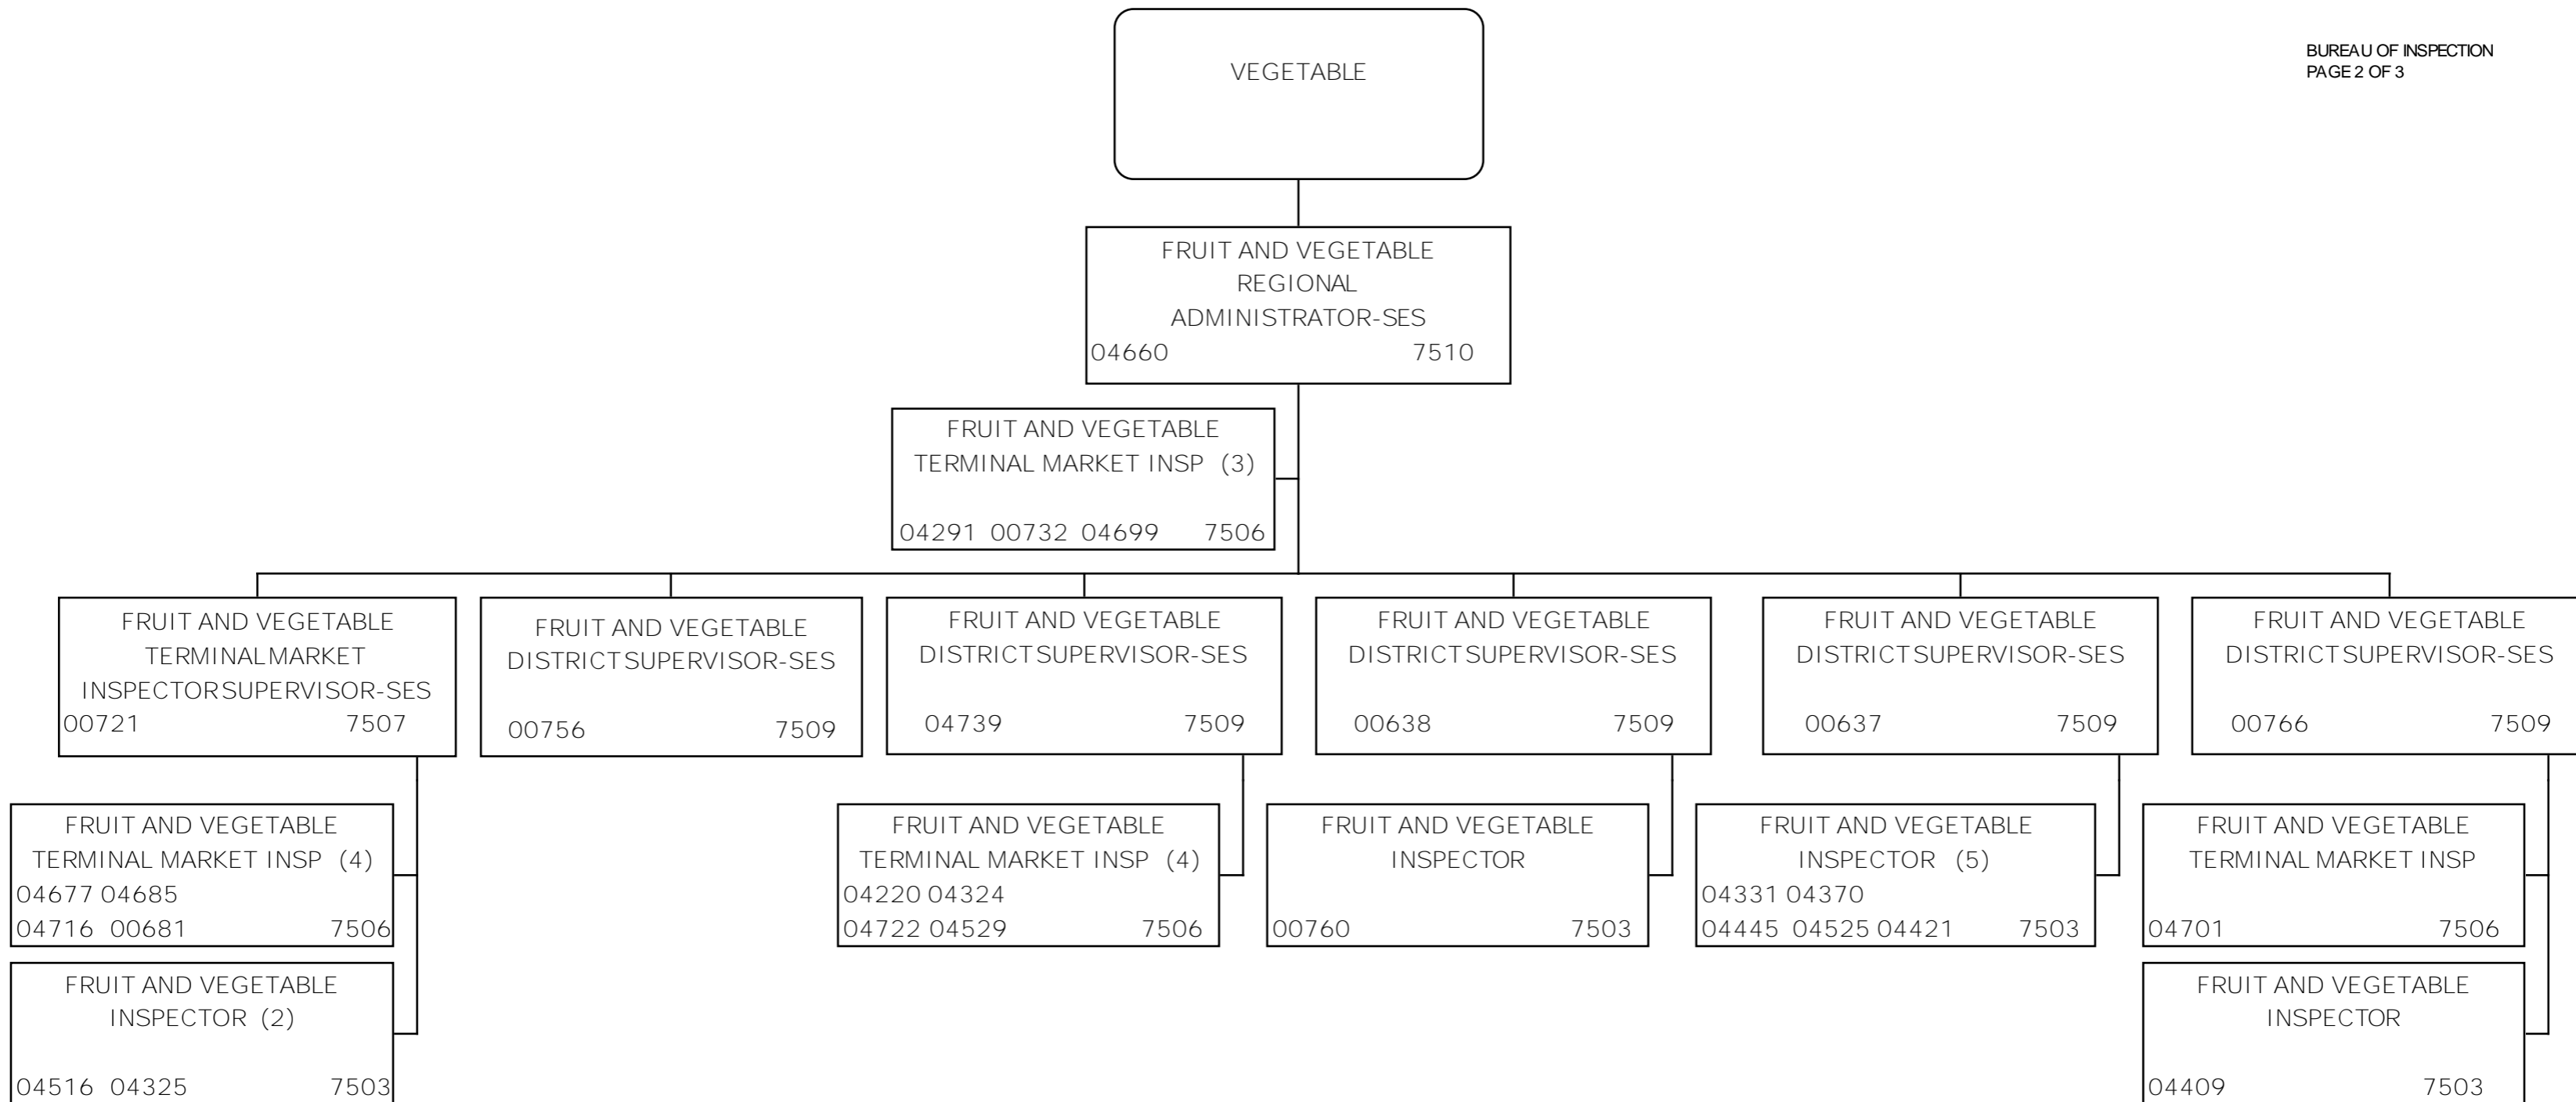 BUREAU OF INSPECTION
PAGE 2 OF 3
VEGETABLE
FRUIT AND VEGETABLE
REGIONAL
ADMINISTRATOR-SES
04660 7510
FRUIT AND VEGETABLE
TERMINAL MARKET INSP (3)
04291 00732 04699 7506
FRUIT AND VEGETABLE
TERMINAL MARKET
INSPECTOR SUPERVISOR-SES
00721 7507
FRUIT AND VEGETABLE
DISTRICT SUPERVISOR-SES
00756 7509
FRUIT AND VEGETABLE
DISTRICT SUPERVISOR-SES
04739 7509
FRUIT AND VEGETABLE
DISTRICT SUPERVISOR-SES
00638 7509
FRUIT AND VEGETABLE
DISTRICT SUPERVISOR-SES
00637 7509
FRUIT AND VEGETABLE
DISTRICT SUPERVISOR-SES
00766 7509
FRUIT AND VEGETABLE
TERMINAL MARKET INSP (4)
04677 04685
04716 00681 7506
FRUIT AND VEGETABLE
TERMINAL MARKET INSP (4)
04220 04324
04722 04529 7506
FRUIT AND VEGETABLE
INSPECTOR
00760 7503
FRUIT AND VEGETABLE
INSPECTOR (5)
04331 04370
04445 04525 04421 7503
FRUIT AND VEGETABLE
TERMINAL MARKET INSP
04701 7506
FRUIT AND VEGETABLE
INSPECTOR (2)
04516 04325 7503
FRUIT AND VEGETABLE
INSPECTOR
04409 7503